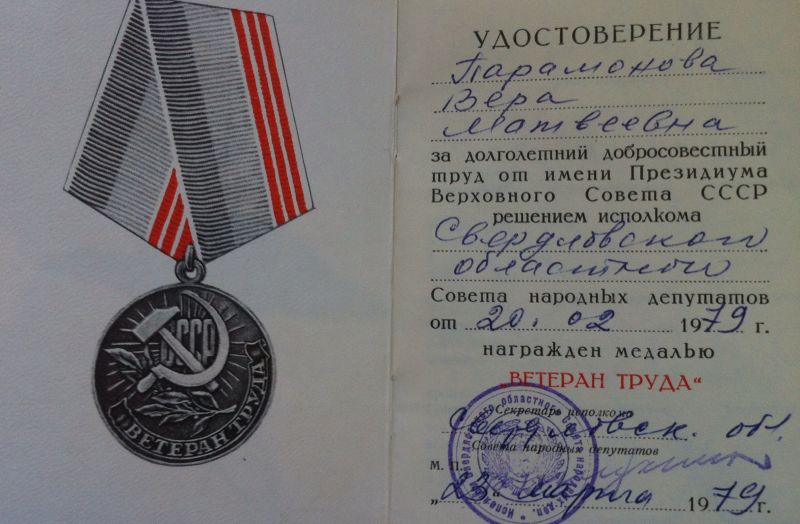 СССР
ВЕТЕРАН ТРУДА
УДОСТОВЕРЕНИЕ
Парамонова
Вера
Матвеевна
за долголетний добросовестный
труд от имени Президиума
Верховного Совета СССР
решением исполкома
Свердловской
областной
Совета народных депутатов
от 20. 02 1979 г.
награжден медалью
„ВЕТЕРАН ТРУДА“
Секретарь исполкома
Свердловск. обл.
Совета народных депутатов
М. П.
„23“ марта 1979 г.